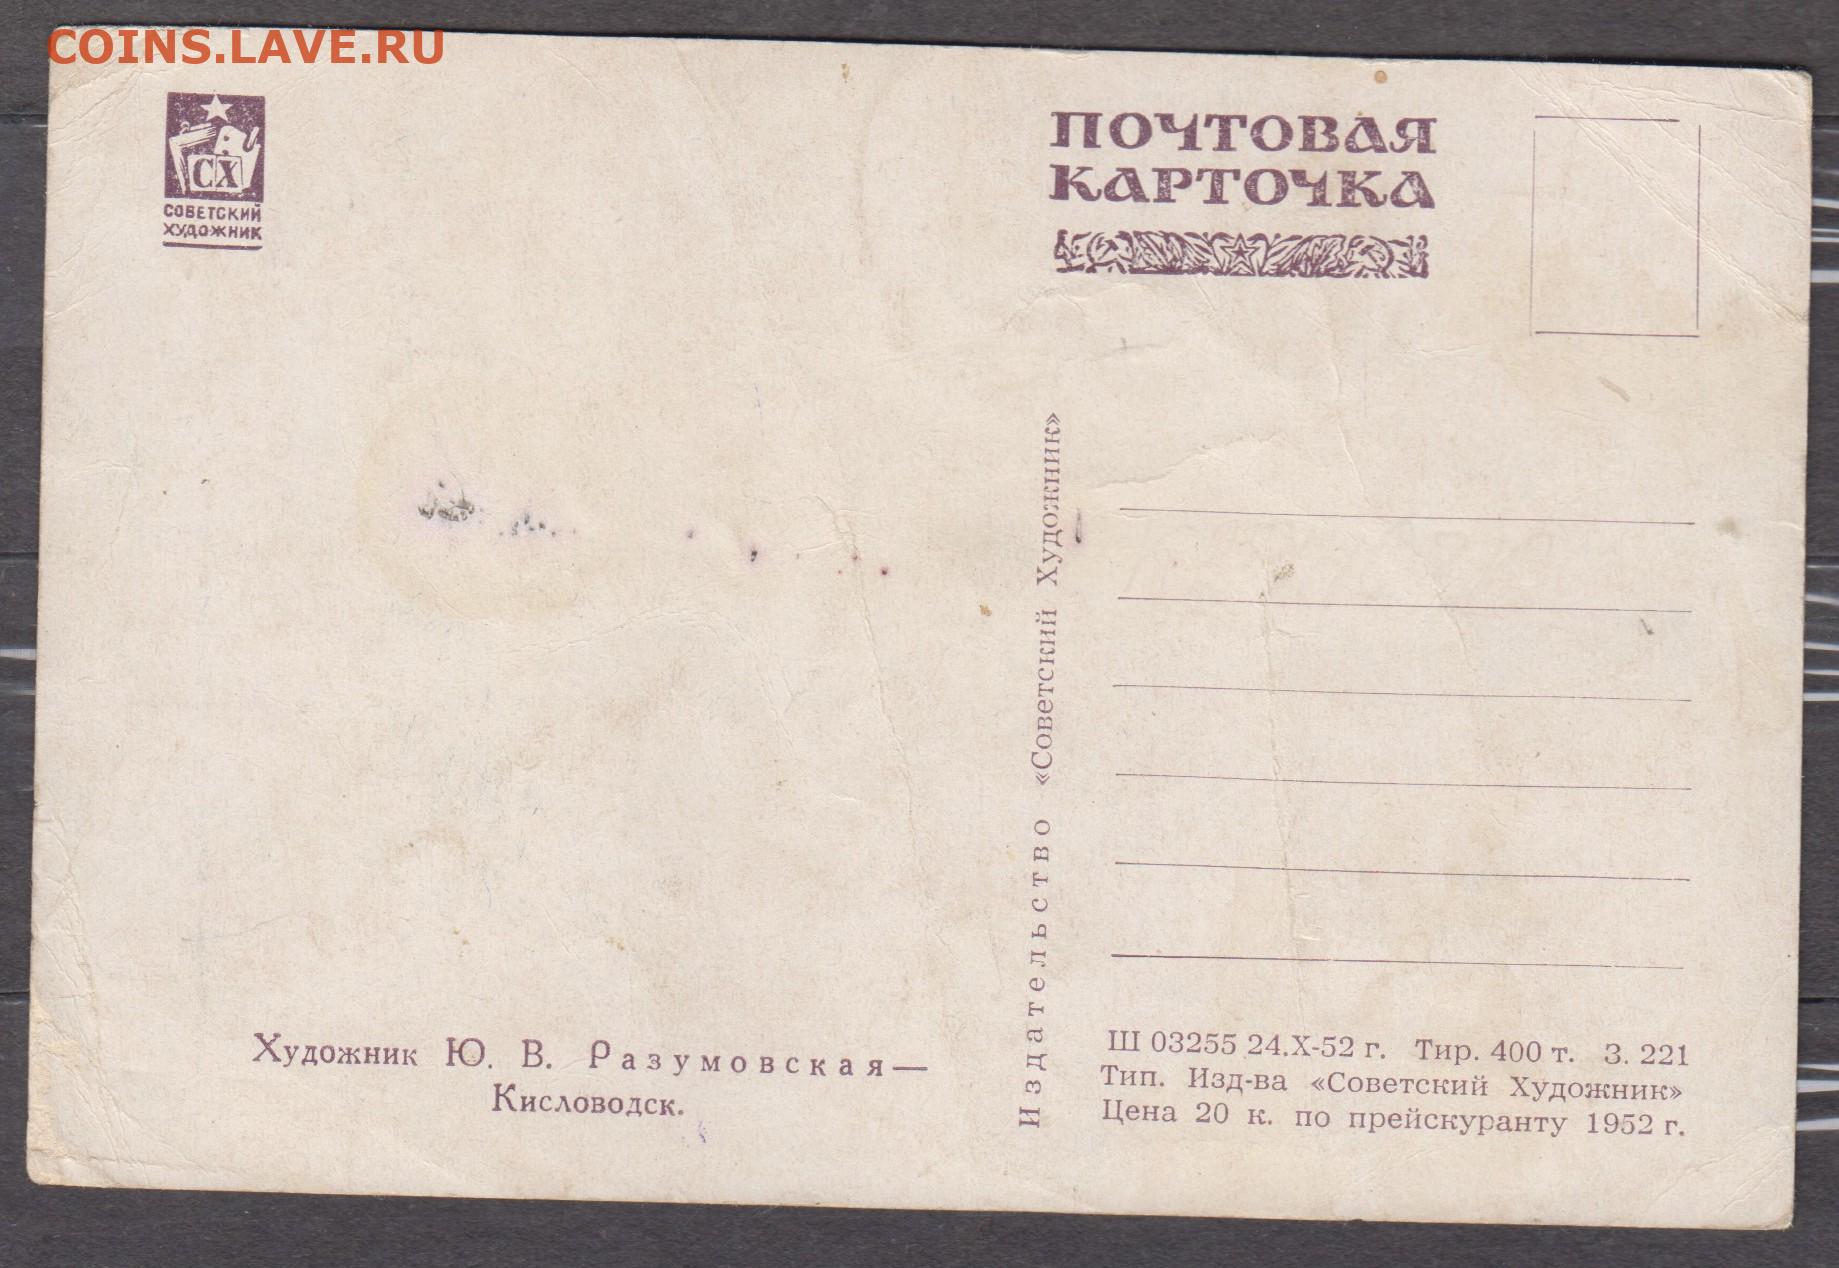 COINS.LAVE.RU
СХ
СОВЕТСКИЙ
ХУДОЖНИК
ПОЧТОВАЯ
КАРТОЧКА
Издательство «Советский Художник»
Художник Ю. В. Разумовская—
Кисловодск.
Ш 03255 24.X-52 г. Тир. 400 т. З. 221
Тип. Изд-ва «Советский Художник»
Цена 20 к. по прейскуранту 1952 г.